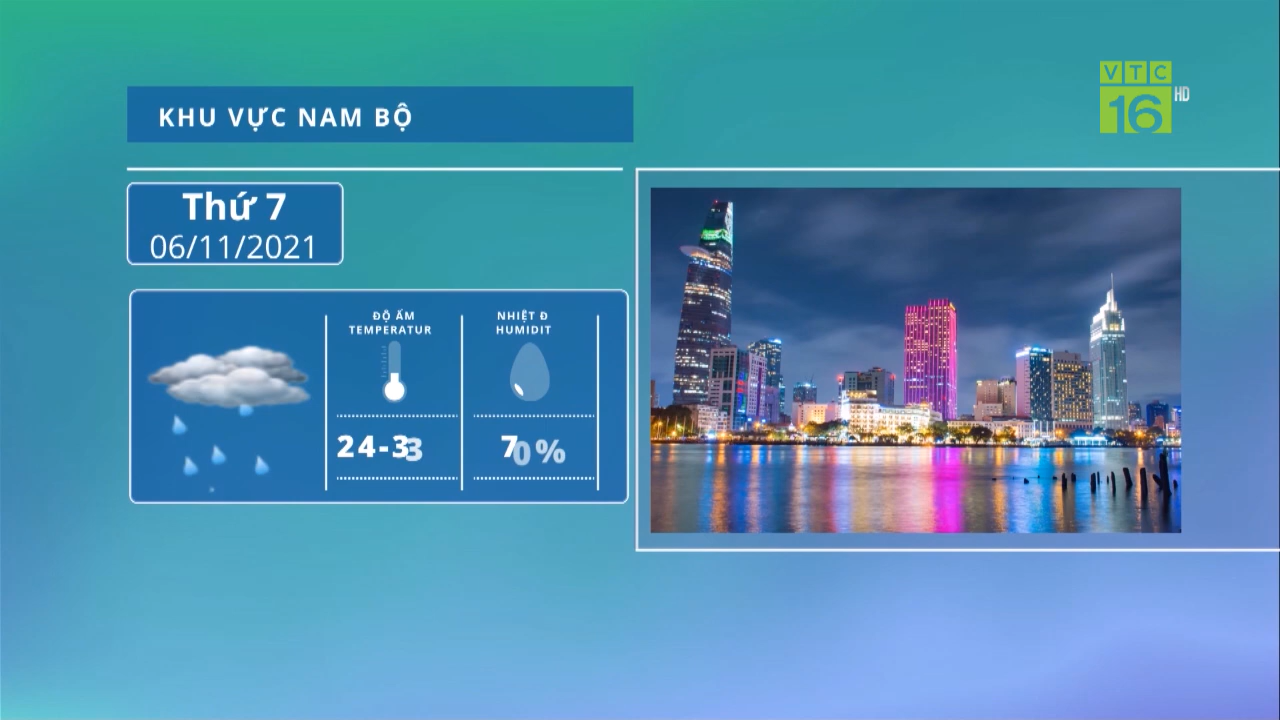 VTC
16 HD
KHU VỰC NAM BỘ
Thứ 7
06/11/2021
ĐỘ ẨM
TEMPERATUR
NHIỆT Đ
HUMIDIT
24-33
70%